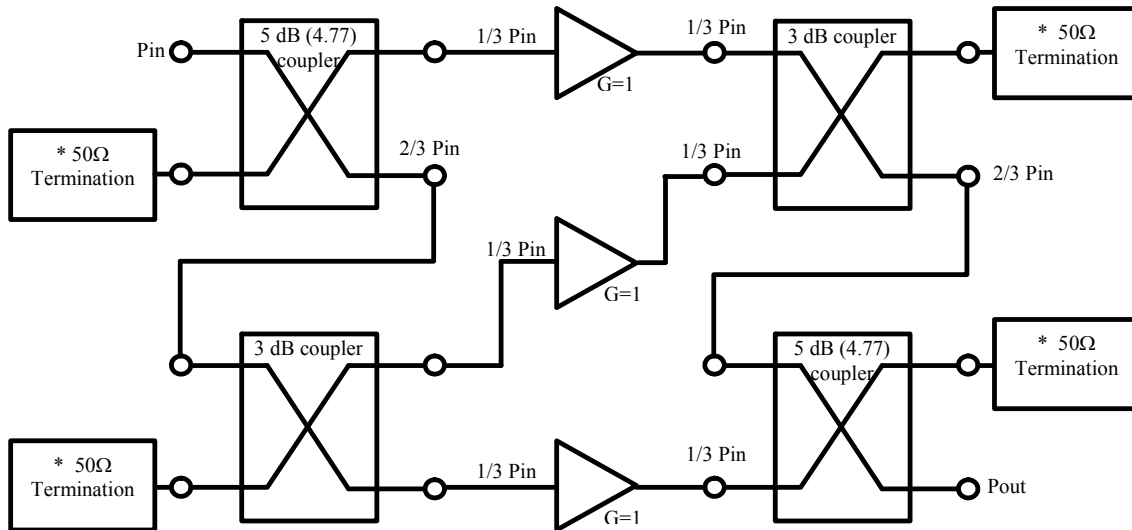 Pin
5 dB (4.77)
coupler
1/3 Pin
G=1
1/3 Pin
3 dB coupler
* 50Ω
Termination
* 50Ω
Termination
2/3 Pin
1/3 Pin
2/3 Pin
1/3 Pin
G=1
3 dB coupler
5 dB (4.77)
coupler
* 50Ω
Termination
* 50Ω
Termination
1/3 Pin
G=1
1/3 Pin
Pout